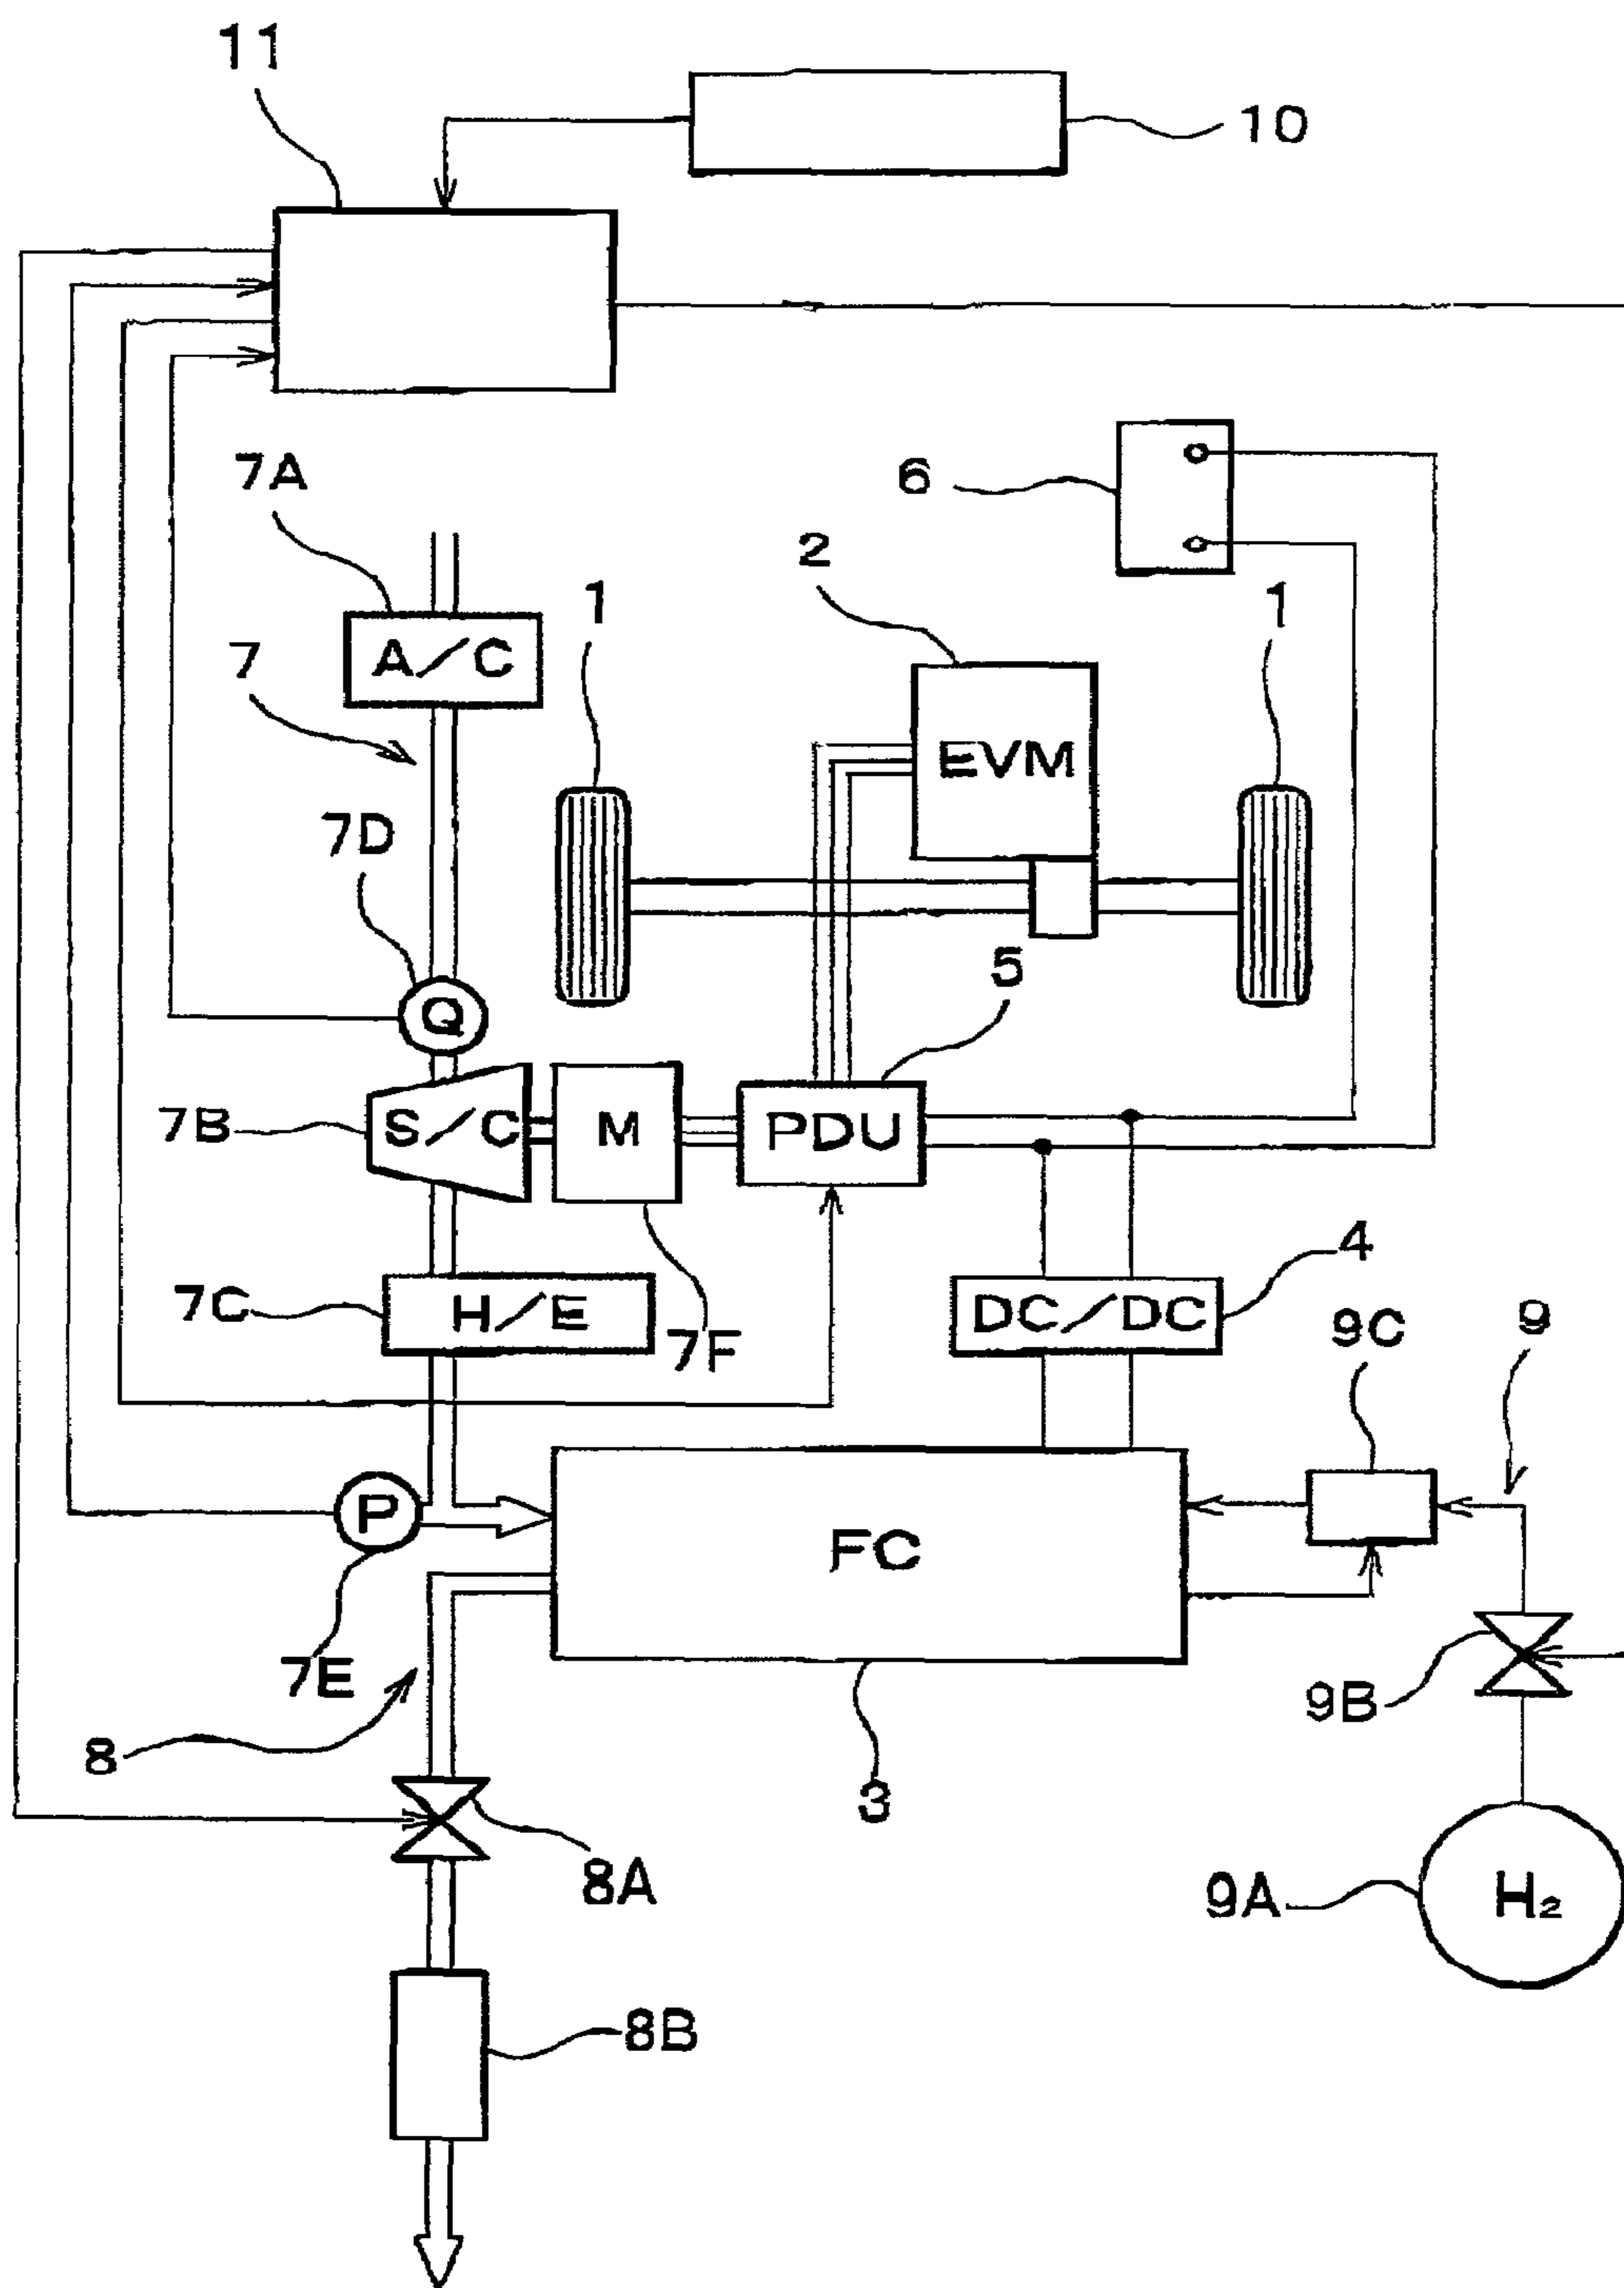 11
10
7A
6
2
1
1
7
A/C
EVM
7D
5
Q
7B
S/C
M
PDU
4
7C
H/E
DC/DC
9C
9
7F
P
FC
7E
9B
8
3
8A
9A
H₂
8B